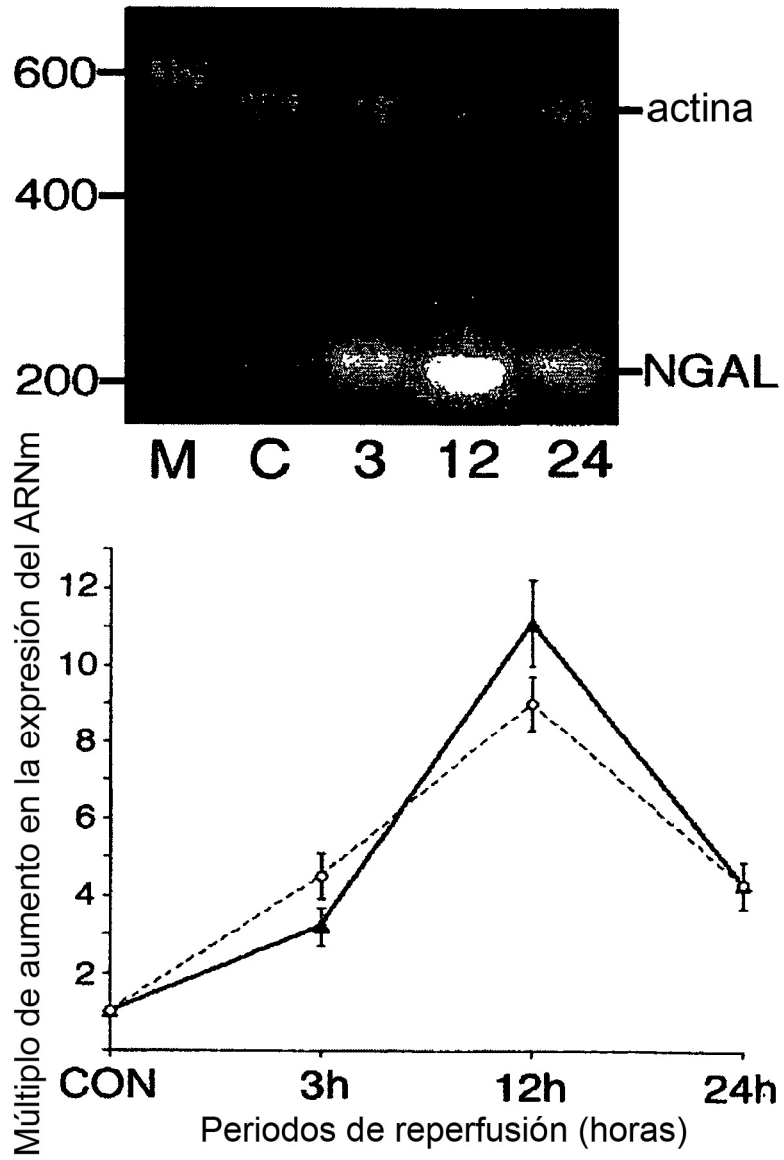 600
actina
400
200
NGAL
M C 3 12 24
Múltiplo de aumento en la expresión del ARNm
12
10
8
6
4
2
CON 3h 12h 24h
Periodos de reperfusión (horas)